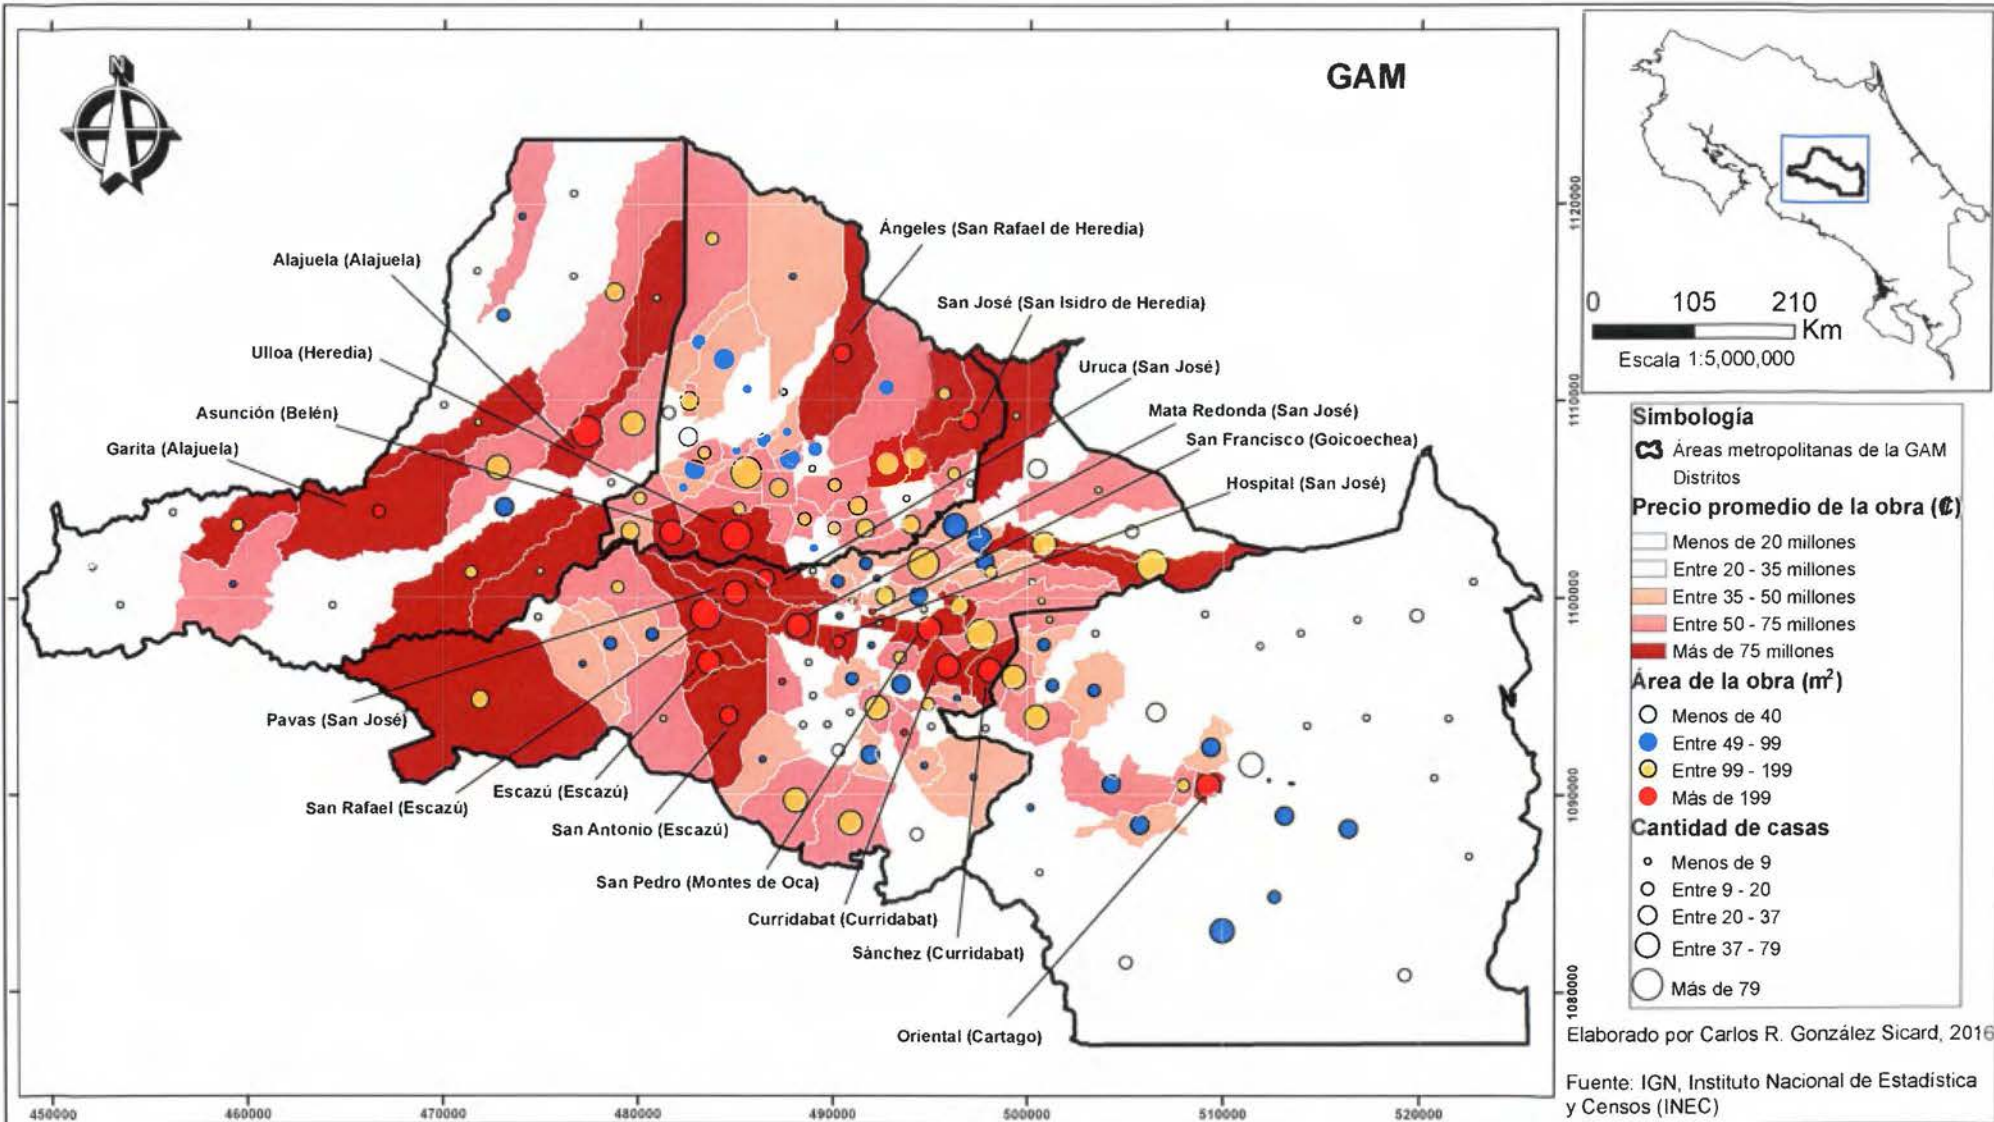 GAM
N
Ángeles (San Rafael de Heredia)
Alajuela (Alajuela)
San José (San Isidro de Heredia)
Ulloa (Heredia)
Uruca (San José)
Asunción (Belén)
Mata Redonda (San José)
San Francisco (Goicoechea)
Garita (Alajuela)
Hospital (San José)
Pavas (San José)
San Rafael (Escazú)
Escazú (Escazú)
San Antonio (Escazú)
San Pedro (Montes de Oca)
Curridabat (Curridabat)
Sánchez (Curridabat)
Oriental (Cartago)
450000 460000 470000 480000 490000 500000 510000 520000
1120000
1110000
1100000
1090000
1080000
0 105 210
Km
Escala 1:5,000,000
Simbología
Áreas metropolitanas de la GAM
Distritos
Precio promedio de la obra (₡)
Menos de 20 millones
Entre 20 - 35 millones
Entre 35 - 50 millones
Entre 50 - 75 millones
Más de 75 millones
Área de la obra (m²)
Menos de 40
Entre 49 - 99
Entre 99 - 199
Más de 199
Cantidad de casas
Menos de 9
Entre 9 - 20
Entre 20 - 37
Entre 37 - 79
Más de 79
Elaborado por Carlos R. González Sicard, 2016
Fuente: IGN, Instituto Nacional de Estadística
y Censos (INEC)